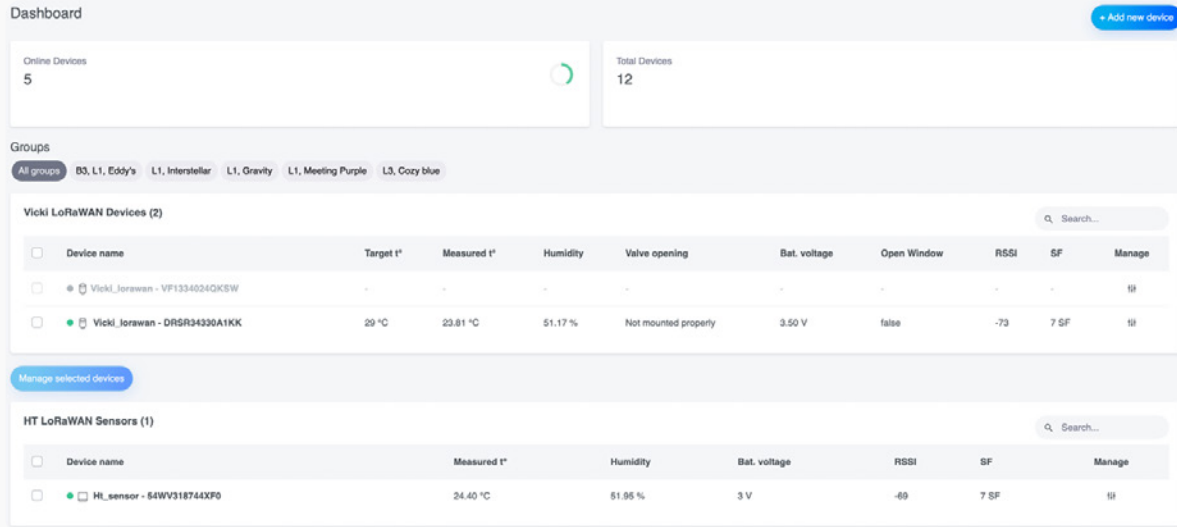 Dashboard
+ Add new device
Online Devices
5
Total Devices
12
Groups
All groups B3, L1, Eddy's L1, Interstellar L1, Gravity L1, Meeting Purple L3, Cozy blue
Vicki LoRaWAN Devices (2)
Search...
Device name Target t° Measured t° Humidity Valve opening Bat. voltage Open Window RSSI SF Manage
Vicki_lorawan - VF1334024QKSW - - - - - - - -
Vicki_lorawan - DRSR34330A1KK 29 °C 23.81 °C 51.17 % Not mounted properly 3.50 V false -73 7 SF
Manage selected devices
HT LoRaWAN Sensors (1)
Search...
Device name Measured t° Humidity Bat. voltage RSSI SF Manage
Ht_sensor - 54WV318744XF0 24.40 °C 51.95 % 3 V -69 7 SF